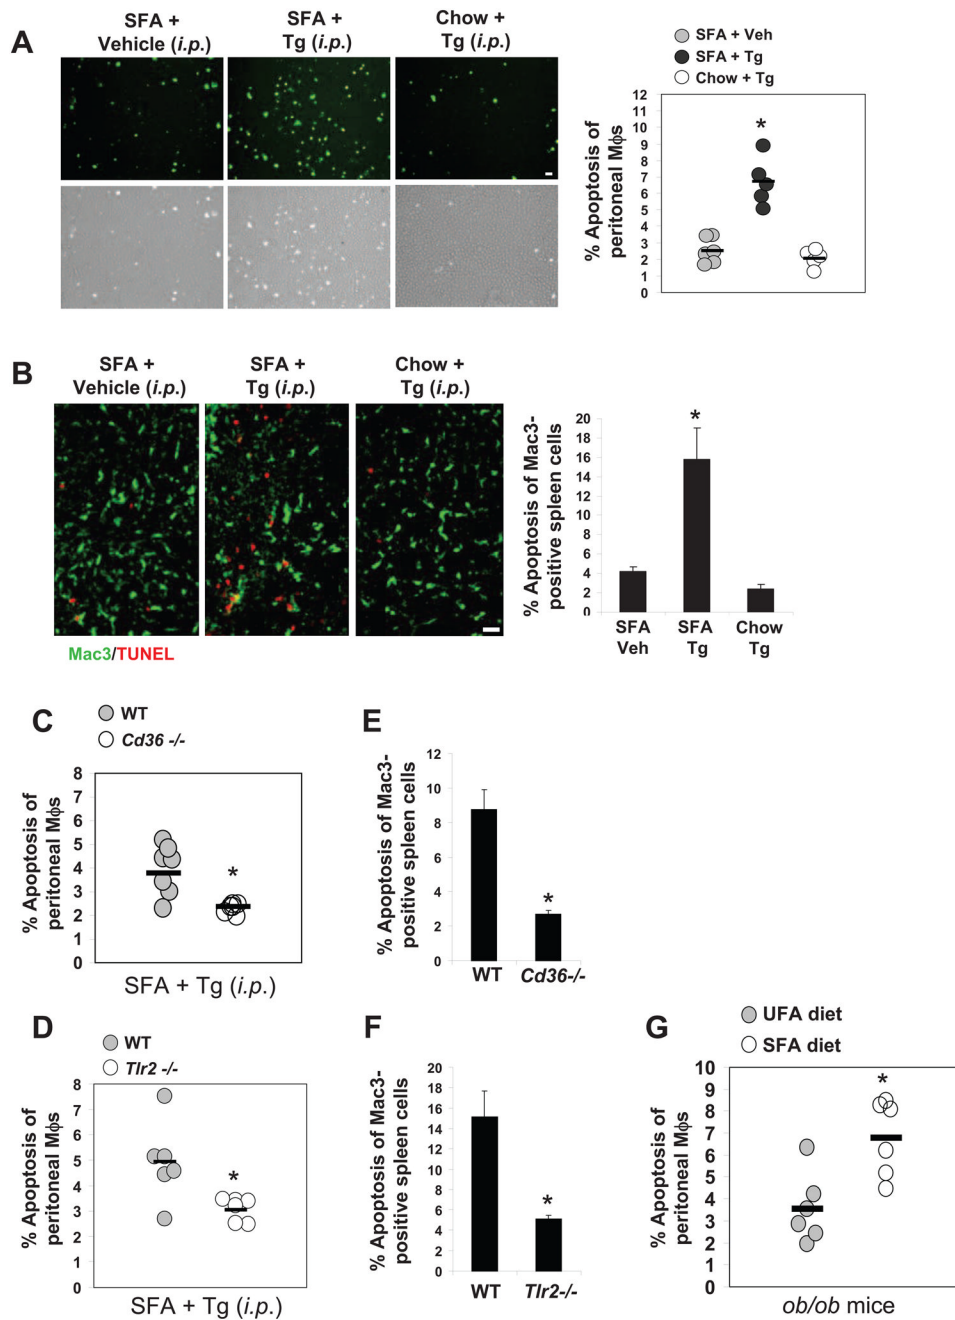 A
SFA +
Vehicle (i.p.)
SFA +
Tg (i.p.)
Chow +
Tg (i.p.)
SFA + Veh
SFA + Tg
Chow + Tg
% Apoptosis of
peritoneal Mϕs
12
11
10
9
8
7
6
5
4
3
2
1
0
*
B
SFA +
Vehicle (i.p.)
SFA +
Tg (i.p.)
Chow +
Tg (i.p.)
Mac3/TUNEL
% Apoptosis of Mac3-
positive spleen cells
20
18
16
14
12
10
8
6
4
2
0
*
SFA
Veh
SFA
Tg
Chow
Tg
C
WT
Cd36 -/-
% Apoptosis of
peritoneal Mϕs
8
7
6
5
4
3
2
1
0
*
SFA + Tg (i.p.)
E
% Apoptosis of Mac3-
positive spleen cells
12
10
8
6
4
2
0
*
WT
Cd36-/-
D
WT
Tlr2 -/-
% Apoptosis of
peritoneal Mϕs
8
7
6
5
4
3
2
1
0
*
SFA + Tg (i.p.)
F
% Apoptosis of Mac3-
positive spleen cells
20
18
16
14
12
10
8
6
4
2
0
*
WT
Tlr2-/-
G
UFA diet
SFA diet
% Apoptosis of
peritoneal Mϕs
10
9
8
7
6
5
4
3
2
1
0
*
ob/ob mice